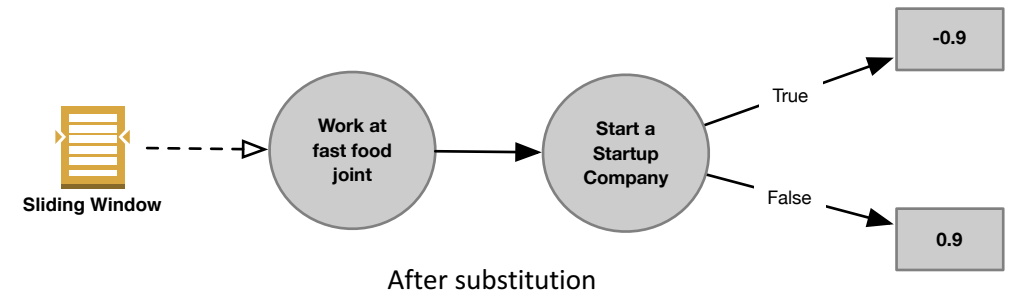 Sliding Window
Work at
fast food
joint
Start a
Startup
Company
True
-0.9
False
0.9
After substitution